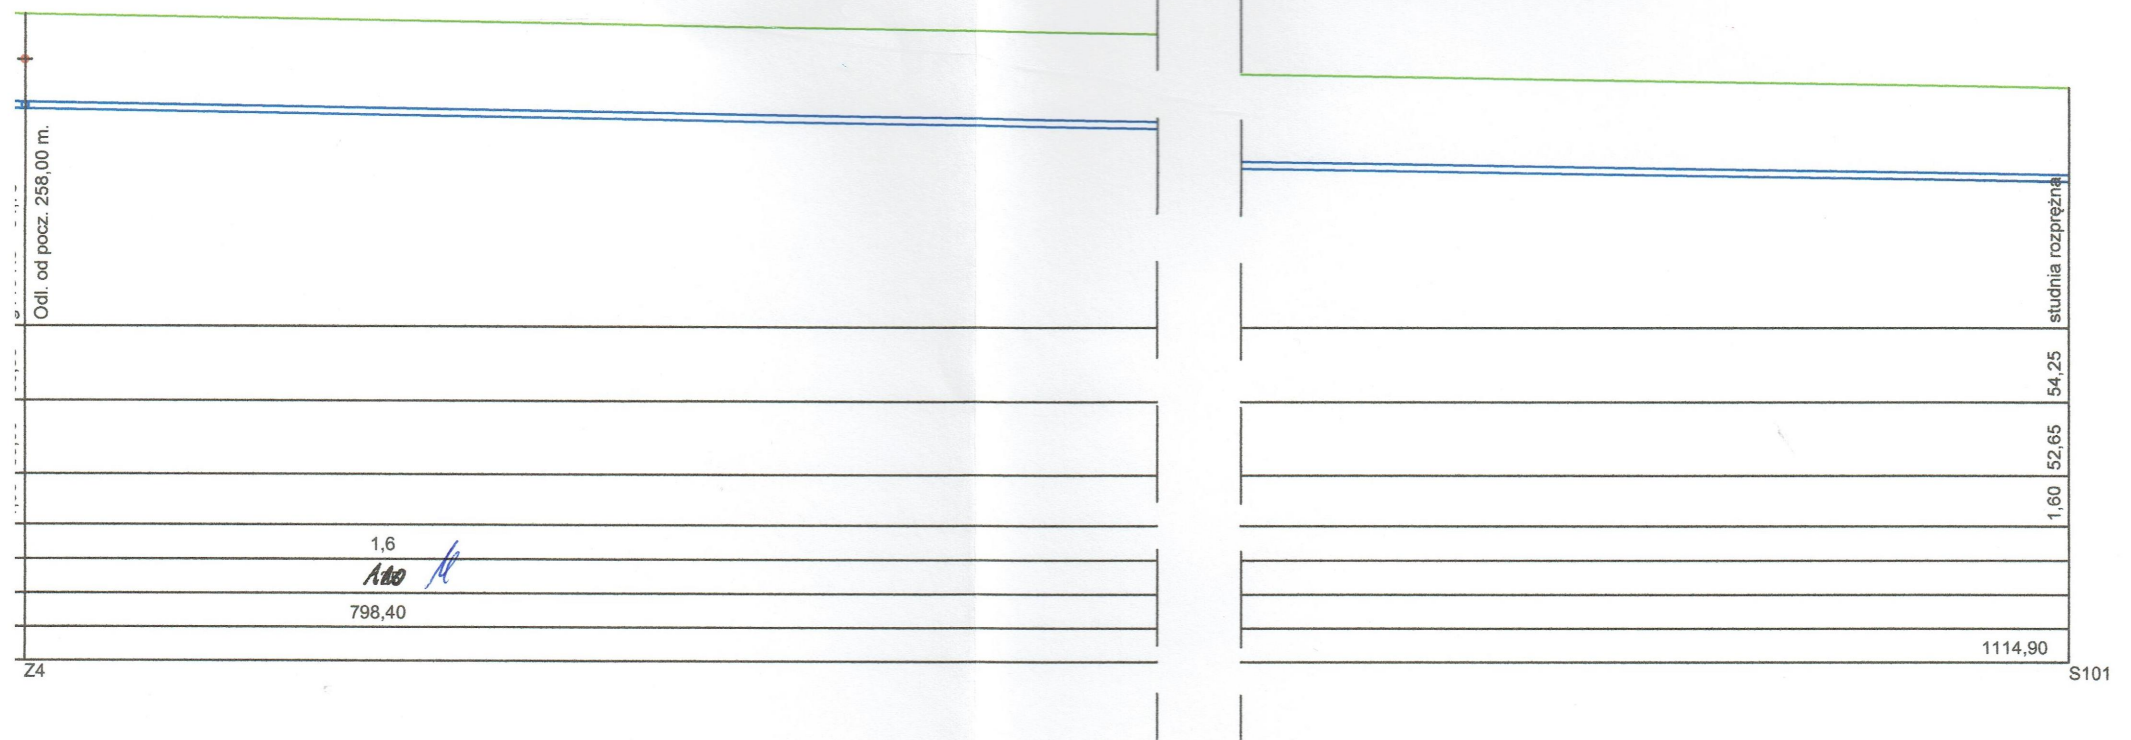 Odl. od pocz. 258,00 m.
studnia rozprężna
54,25
52,65
1,60
1,6
798,40
1114,90
Z4
S101